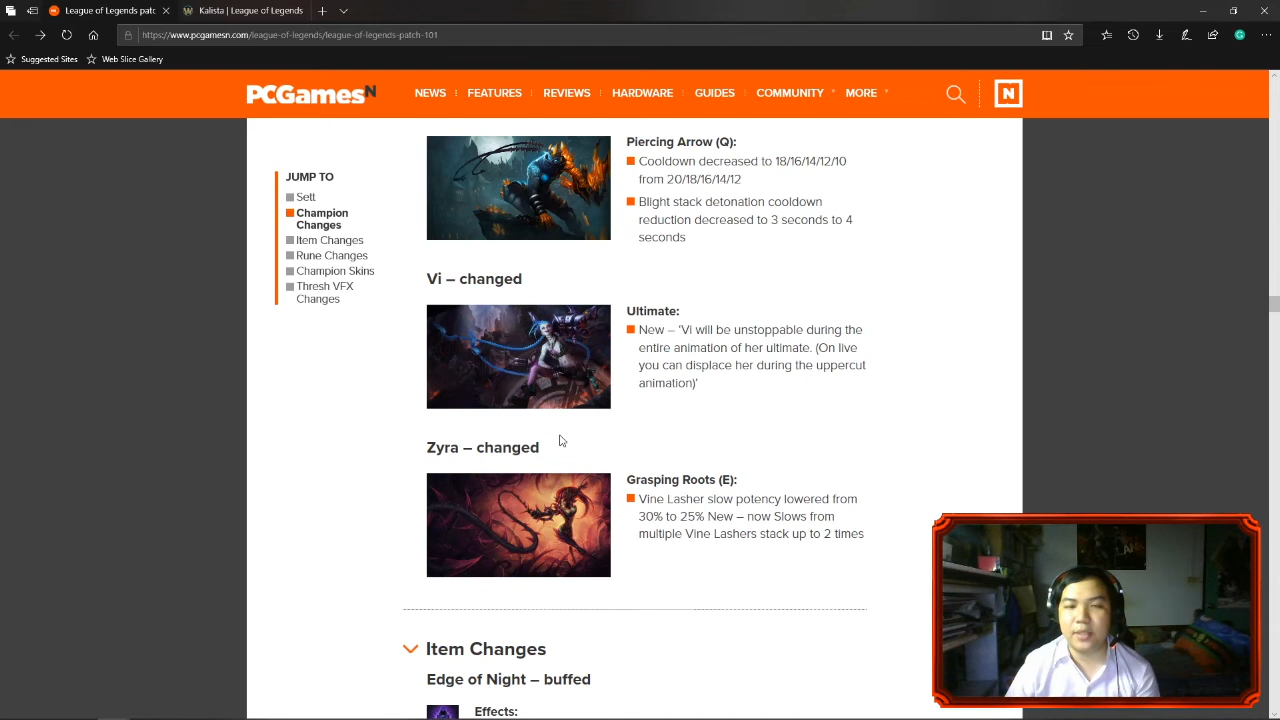 League of Legends patc
Kalista | League of Legends
https://www.pcgamesn.com/league-of-legends/league-of-legends-patch-101
Suggested Sites
Web Slice Gallery
PCGamesN
NEWS
FEATURES
REVIEWS
HARDWARE
GUIDES
COMMUNITY
MORE
N
JUMP TO
Sett
Champion
Changes
Item Changes
Rune Changes
Champion Skins
Thresh VFX
Changes
Piercing Arrow (Q):
Cooldown decreased to 18/16/14/12/10
from 20/18/16/14/12
Blight stack detonation cooldown
reduction decreased to 3 seconds to 4
seconds
Vi – changed
Ultimate:
New – ‘Vi will be unstoppable during the
entire animation of her ultimate. (On live
you can displace her during the uppercut
animation)’
Zyra – changed
Grasping Roots (E):
Vine Lasher slow potency lowered from
30% to 25% New – now Slows from
multiple Vine Lashers stack up to 2 times
Item Changes
Edge of Night – buffed
Effects: